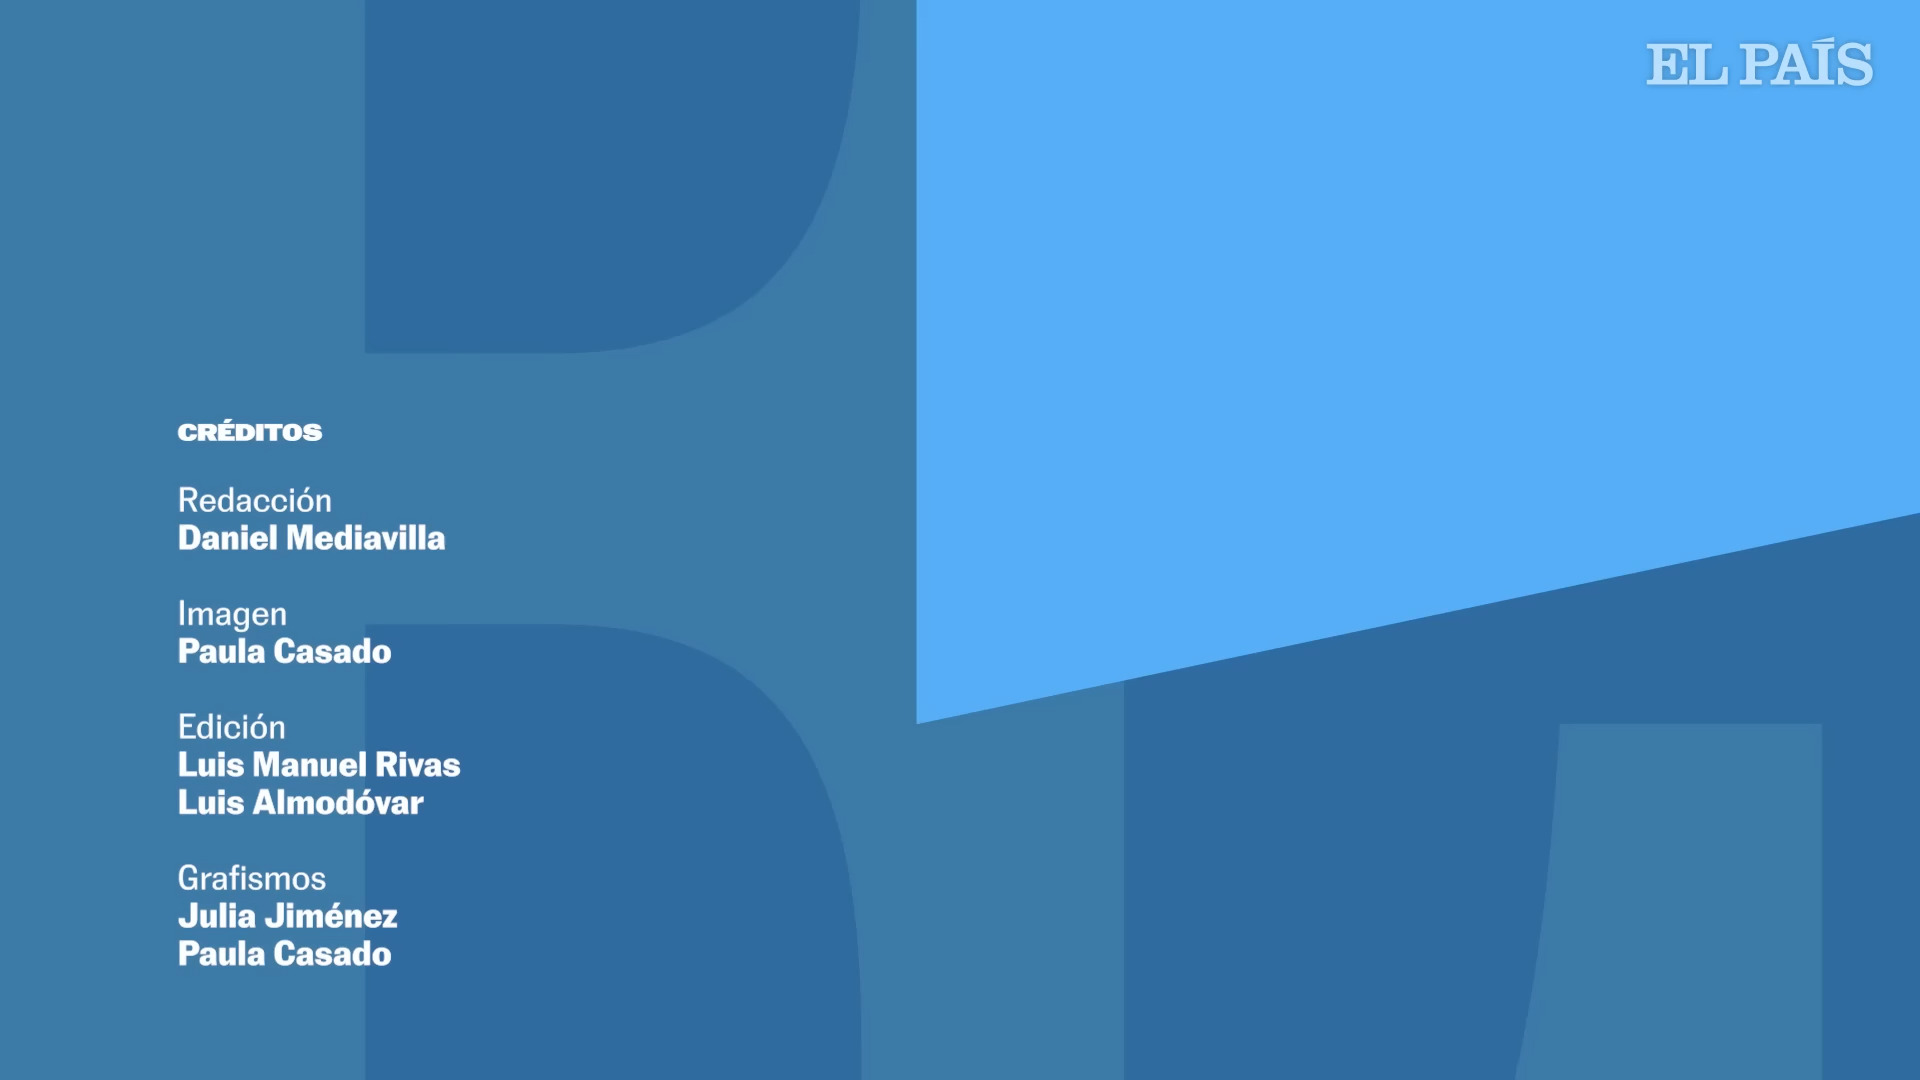 EL PAÍS
CRÉDITOS
Redacción
Daniel Mediavilla
Imagen
Paula Casado
Edición
Luis Manuel Rivas
Luis Almodóvar
Grafismos
Julia Jiménez
Paula Casado